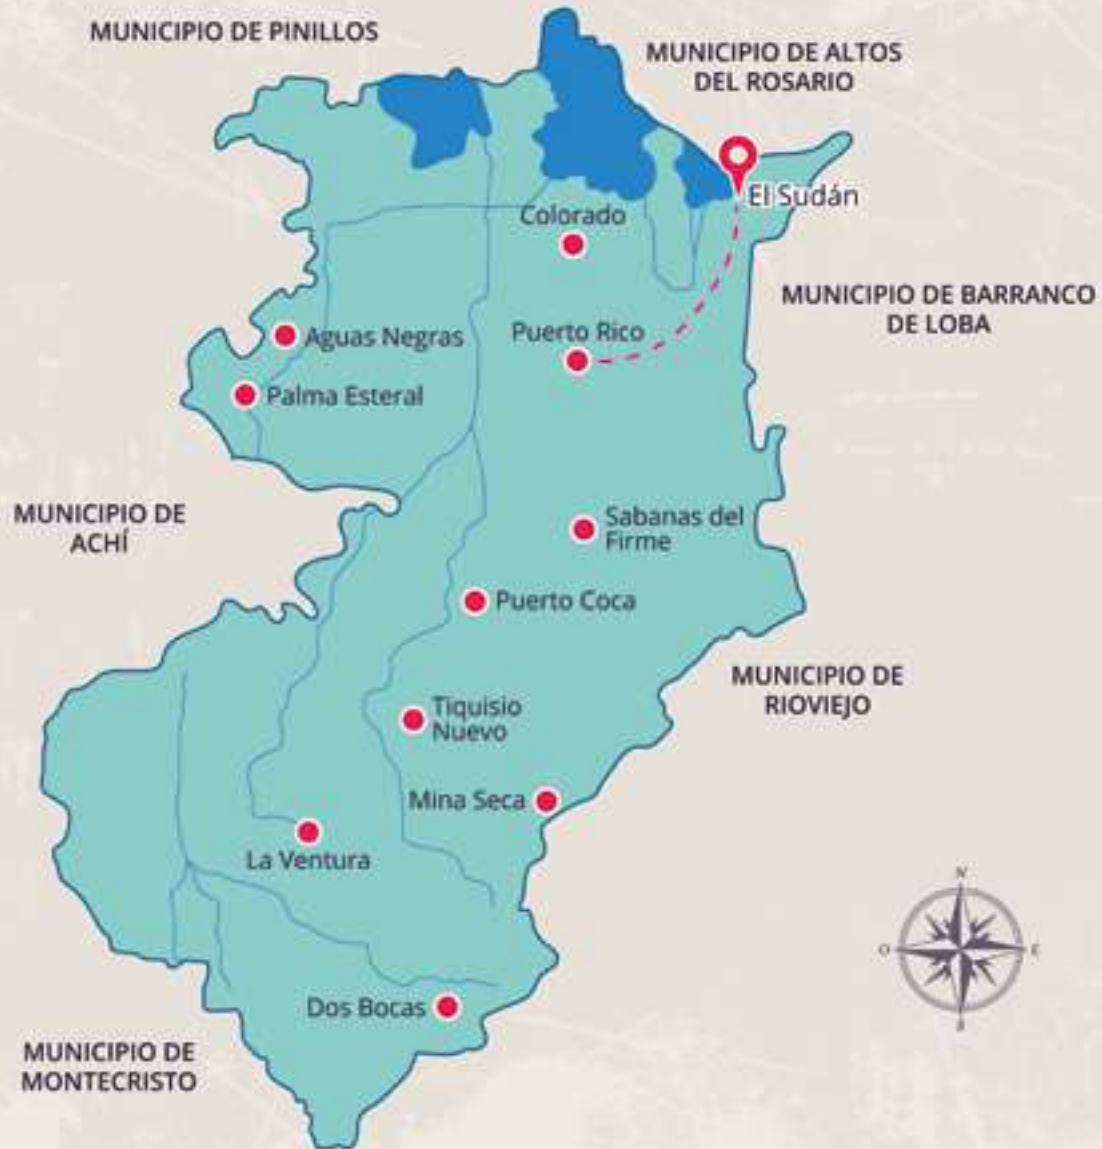 MUNICIPIO DE PINILLOS
MUNICIPIO DE ALTOS
DEL ROSARIO
El Sudán
Colorado
MUNICIPIO DE BARRANCO
DE LOBA
Aguas Negras
Puerto Rico
Palma Esteral
MUNICIPIO DE
ACHÍ
Sabanas del
Firme
Puerto Coca
MUNICIPIO DE
RIOVIEJO
Tiquisio
Nuevo
Mina Seca
La Ventura
N
O
E
S
Dos Bocas
MUNICIPIO DE
MONTECRISTO